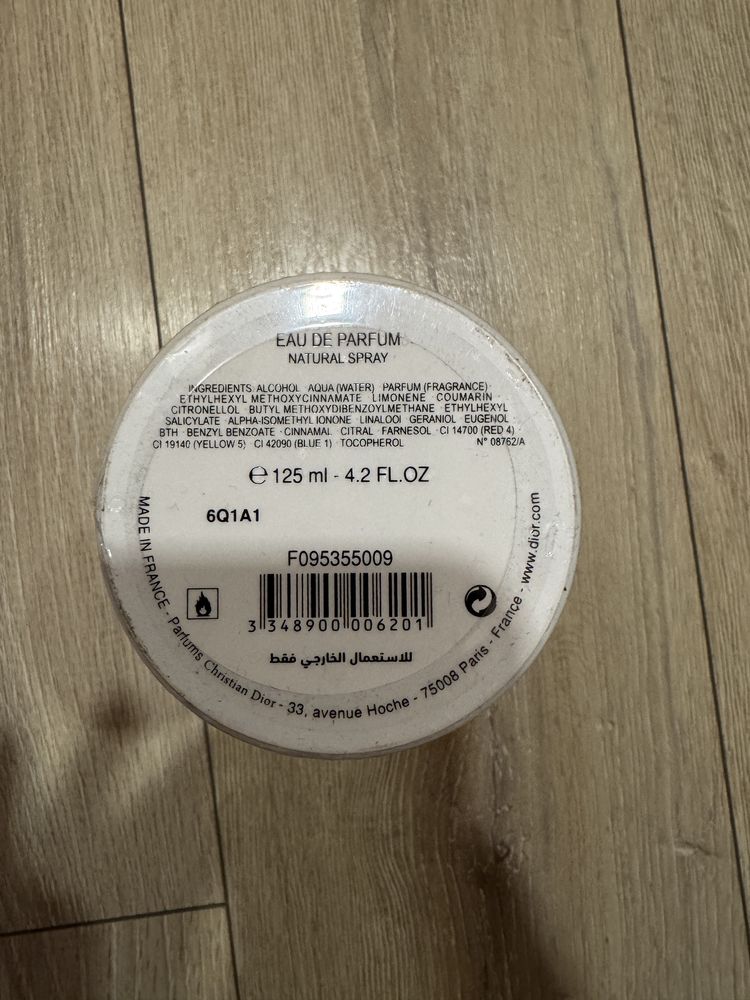 EAU DE PARFUM
NATURAL SPRAY
INGREDIENTS: ALCOHOL · AQUA (WATER) · PARFUM (FRAGRANCE) ·
ETHYLHEXYL METHOXYCINNAMATE · LIMONENE · COUMARIN ·
CITRONELLOL · BUTYL METHOXYDIBENZOYLMETHANE · ETHYLHEXYL
SALICYLATE · ALPHA-ISOMETHYL IONONE · LINALOOL · GERANIOL · EUGENOL ·
BTH · BENZYL BENZOATE · CINNAMAL · CITRAL · FARNESOL · CI 14700 (RED 4) ·
CI 19140 (YELLOW 5) · CI 42090 (BLUE 1) · TOCOPHEROL N° 08762/A
℮ 125 ml - 4.2 FL.OZ
6Q1A1
F095355009
3 348900 006201
للاستعمال الخارجي فقط
MADE IN FRANCE - Parfums Christian Dior - 33, avenue Hoche - 75008 Paris - France - www.dior.com